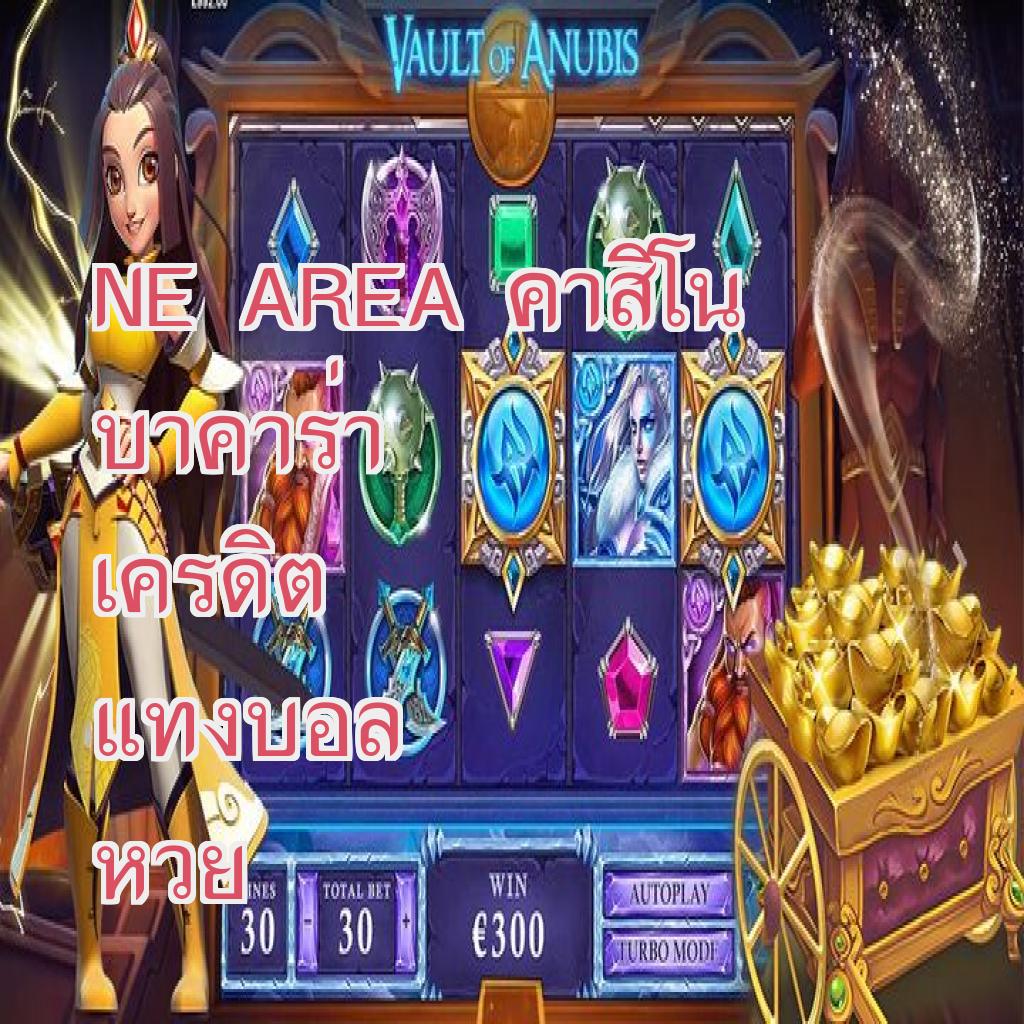 VAULT OF ANUBIS
NE AREA คาสิโน
บาคาร่า
เครดิต
แทงบอล
หวย
TOTAL BET
WIN
AUTOPLAY
30
30
€300
TURBO MODE